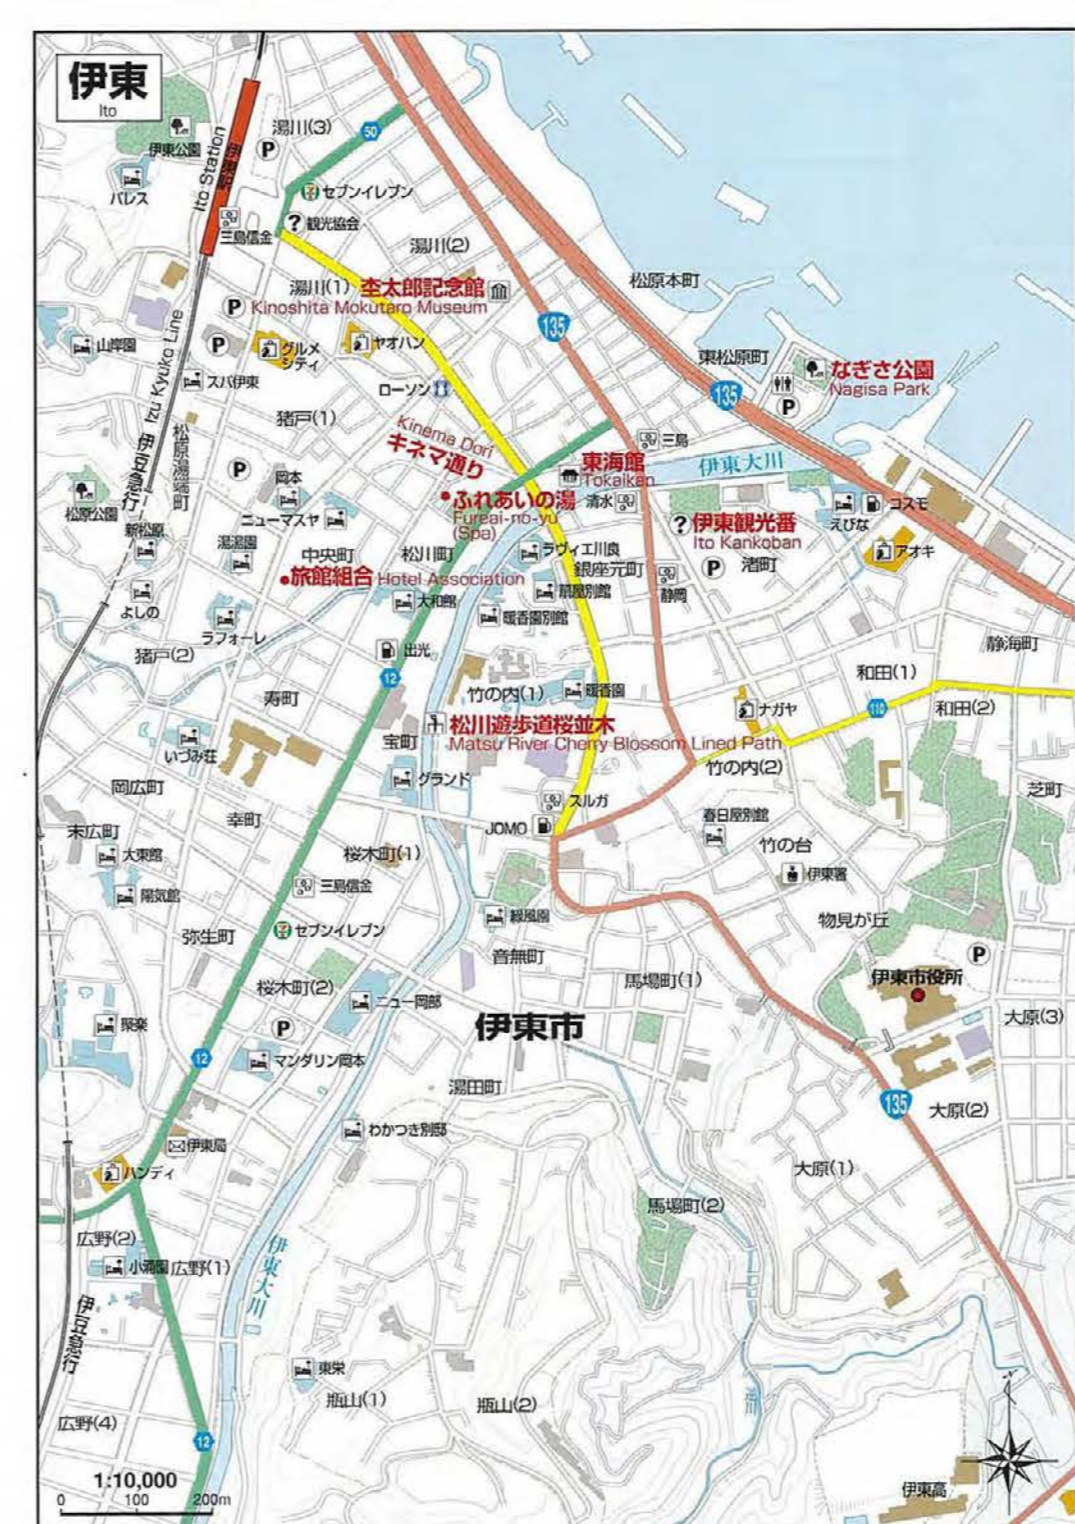 伊東
Ito
湯川(3)
50
伊東公園
P
パレス
Ito Station
伊東駅
セブンイレブン
三島信金
?
観光協会
湯川(2)
湯川(1)
杢太郎記念館
Kinoshita Mokutaro Museum
松原本町
P
135
山岸園
P
グルメ
シティ
ヤオハン
東松原町
なぎさ公園
Nagisa Park
スパ伊東
ローソン
135
P
Izu Kyuko Line
伊豆急行
猪戸(1)
Kinema Dori
キネマ通り
三島
松原湯端町
P
岡本
東海館
Tokaikan
伊東大川
松原公園
ニューマスヤ
ふれあいの湯
Fureai-no-yu
(Spa)
清水
?
伊東観光番
Ito Kankoban
えびな
コスモ
新松原
中央町
松川町
ラヴィエ川良
銀座元町
P
渚町
アオキ
旅館組合 Hotel Association
よしの
大和館
扇屋別館
静岡
ラフォーレ
暖香園別館
猪戸(2)
出光
静海町
12
和田(1)
寿町
竹の内(1)
暖香園
ナガヤ
110
和田(2)
いづみ荘
宝町
松川遊歩道桜並木
Matsu River Cherry Blossom Lined Path
岡広町
グランド
竹の内(2)
芝町
末広町
幸町
JOMO
スルガ
春日屋別館
大東館
桜木町(1)
竹の台
陽気館
三島信金
伊東署
緑風園
物見が丘
弥生町
セブンイレブン
音無町
P
桜木町(2)
馬場町(1)
伊東市役所
ニュー岡部
聚楽
P
伊東市
大原(3)
12
マンダリン岡本
湯田町
135
大原(2)
わかつき別邸
伊東局
ハンディ
大原(1)
馬場町(2)
広野(2)
小涌園
広野(1)
伊東大川
伊豆急行
東栄
瓶山(1)
瓶山(2)
広野(4)
12
1:10,000
0 100 200m
伊東高